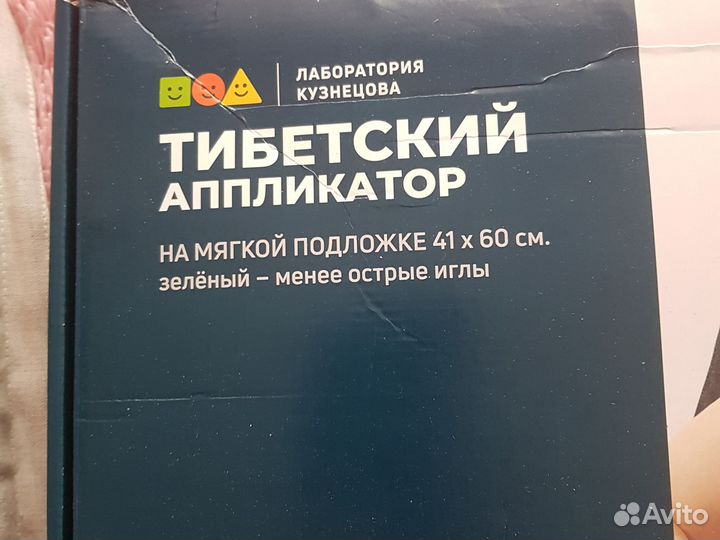 ЛАБОРАТОРИЯ
КУЗНЕЦОВА
ТИБЕТСКИЙ
АППЛИКАТОР
НА МЯГКОЙ ПОДЛОЖКЕ 41 x 60 см.
зелёный – менее острые иглы
Avito